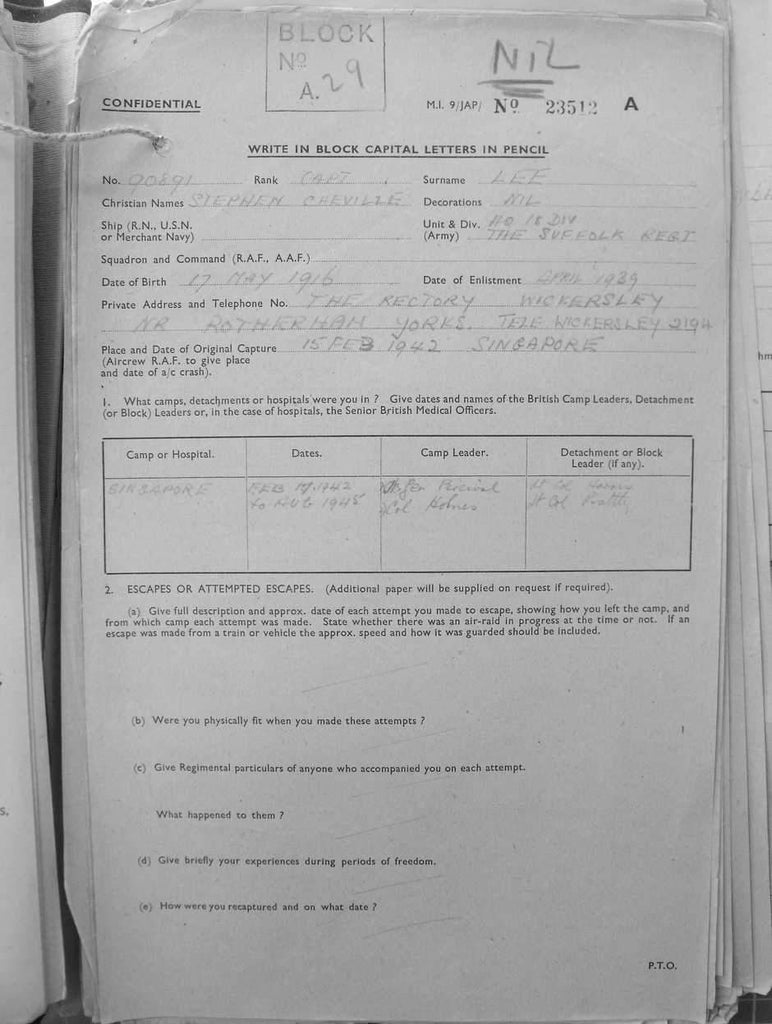 BLOCK
Nº
A.29
NIL
CONFIDENTIAL
M.I. 9/JAP/ Nº 23512 A
WRITE IN BLOCK CAPITAL LETTERS IN PENCIL
No. 90891 Rank CAPT Surname LEE
Christian Names STEPHEN CHEVILLE Decorations NIL
Ship (R.N., U.S.N. or Merchant Navy)
Unit & Div. (Army) HQ 18 DIV THE SUFFOLK REGT
Squadron and Command (R.A.F., A.A.F.)
Date of Birth 17 MAY 1916 Date of Enlistment APRIL 1939
Private Address and Telephone No. THE RECTORY WICKERSLEY
NR ROTHERHAM YORKS. TELE WICKERSLEY 2194
Place and Date of Original Capture 15 FEB 1942 SINGAPORE
(Aircrew R.A.F. to give place
and date of a/c crash).
1. What camps, detachments or hospitals were you in ? Give dates and names of the British Camp Leaders, Detachment
(or Block) Leaders or, in the case of hospitals, the Senior British Medical Officers.
Camp or Hospital. Dates. Camp Leader. Detachment or Block
Leader (if any).
SINGAPORE FEB 17 1942 Percival Lt Col
to AUG 1945 Col Holmes Lt Col
2. ESCAPES OR ATTEMPTED ESCAPES. (Additional paper will be supplied on request if required).
(a) Give full description and approx. date of each attempt you made to escape, showing how you left the camp, and
from which camp each attempt was made. State whether there was an air-raid in progress at the time or not. If an
escape was made from a train or vehicle the approx. speed and how it was guarded should be included.
(b) Were you physically fit when you made these attempts ?
(c) Give Regimental particulars of anyone who accompanied you on each attempt.
What happened to them ?
(d) Give briefly your experiences during periods of freedom.
(e) How were you recaptured and on what date ?
P.T.O.